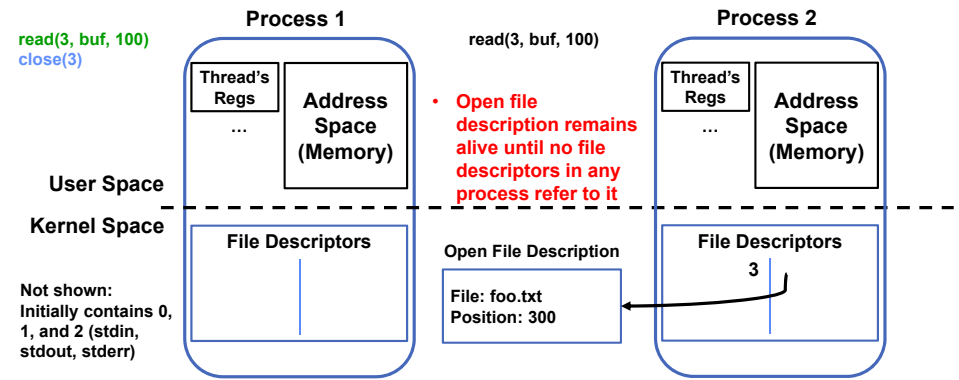 Process 1
Process 2
read(3, buf, 100)
close(3)
read(3, buf, 100)
Thread's
Regs
...
Address
Space
(Memory)
• Open file
description remains
alive until no file
descriptors in any
process refer to it
Thread's
Regs
...
Address
Space
(Memory)
User Space
Kernel Space
File Descriptors
Open File Description
File: foo.txt
Position: 300
File Descriptors
3
Not shown:
Initially contains 0,
1, and 2 (stdin,
stdout, stderr)